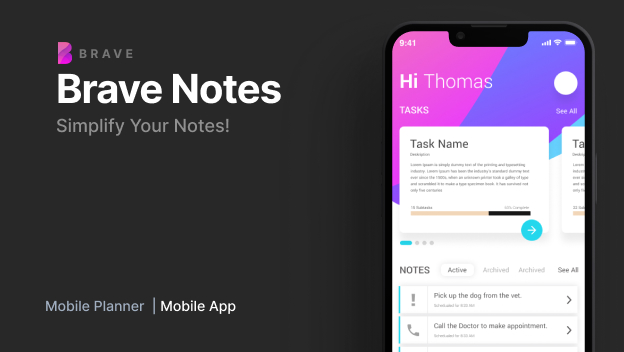 BRAVE
Brave Notes
Simplify Your Notes!
Mobile Planner | Mobile App
9:41
Hi Thomas
TASKS See All
Task Name
Description
Lorem Ipsum is simply dummy text of the printing and typesetting
industry. Lorem Ipsum has been the industry's standard dummy text
ever since the 1500s, when an unknown printer took a galley of type
and scrambled it to make a type specimen book. It has survived not
only five centuries
Ta
NOTES Active Archived Archived See All
Pick up the dog from the vet.
Call the Doctor to make appointment.